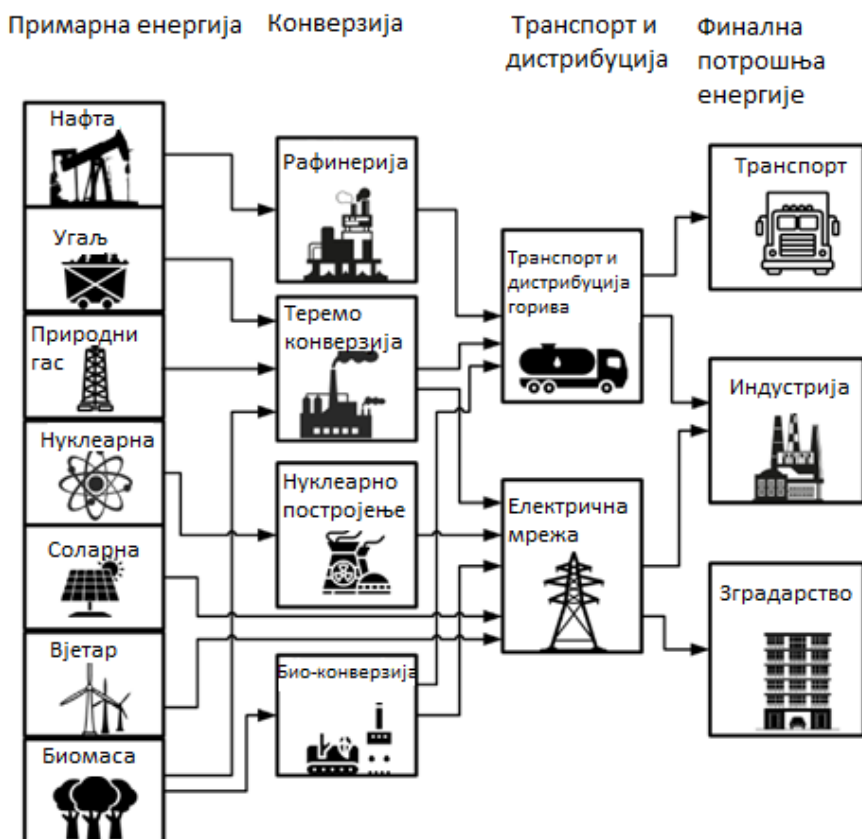 Примарна енергија
Конверзија
Транспорт и
дистрибуција
Финална
потрошња
енергије
Нафта
Угаљ
Природни
гас
Нуклеарна
Соларна
Вјетар
Биомаса
Рафинерија
Теремо
конверзија
Нуклеарно
постројење
Био-конверзија
Транспорт и
дистрибуција
горива
Електрична
мрежа
Транспорт
Индустрија
Зградарство